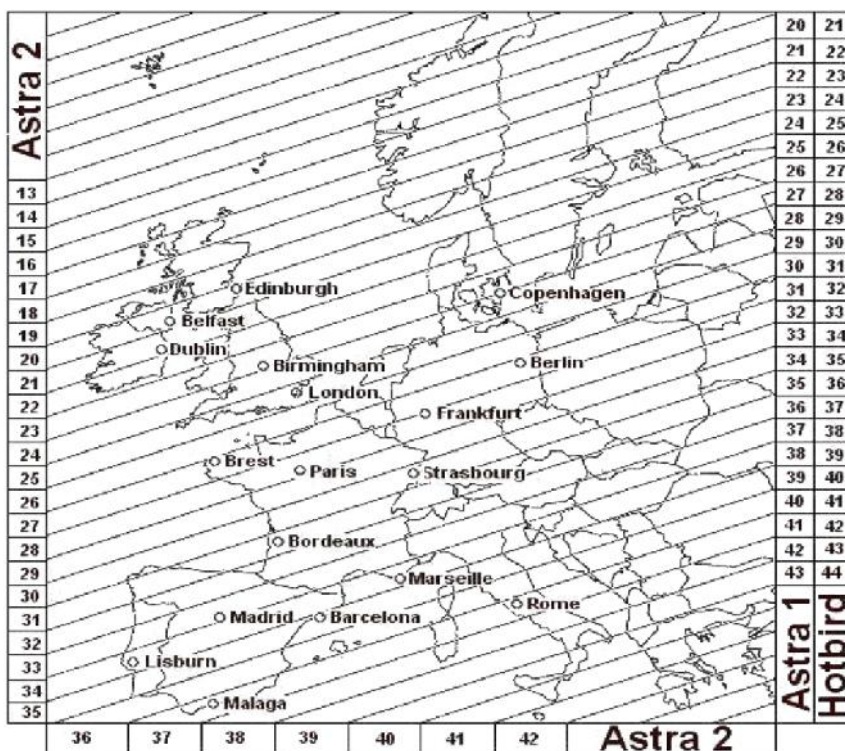 20 21
21 22
22 23
23 24
24 25
25 26
26 27
27 28
28 29
29 30
30 31
31 32
32 33
33 34
34 35
35 36
36 37
37 38
38 39
39 40
40 41
41 42
42 43
43 44
Astra 1
Hotbird
Astra 2
13
14
15
16
17
18
19
20
21
22
23
24
25
26
27
28
29
30
31
32
33
34
35
Edinburgh
Copenhagen
Belfast
Dublin
Birmingham
Berlin
London
Frankfurt
Brest
Paris
Strasbourg
Bordeaux
Marseille
Rome
Madrid
Barcelona
Lisburn
Malaga
36 37 38 39 40 41 42 Astra 2